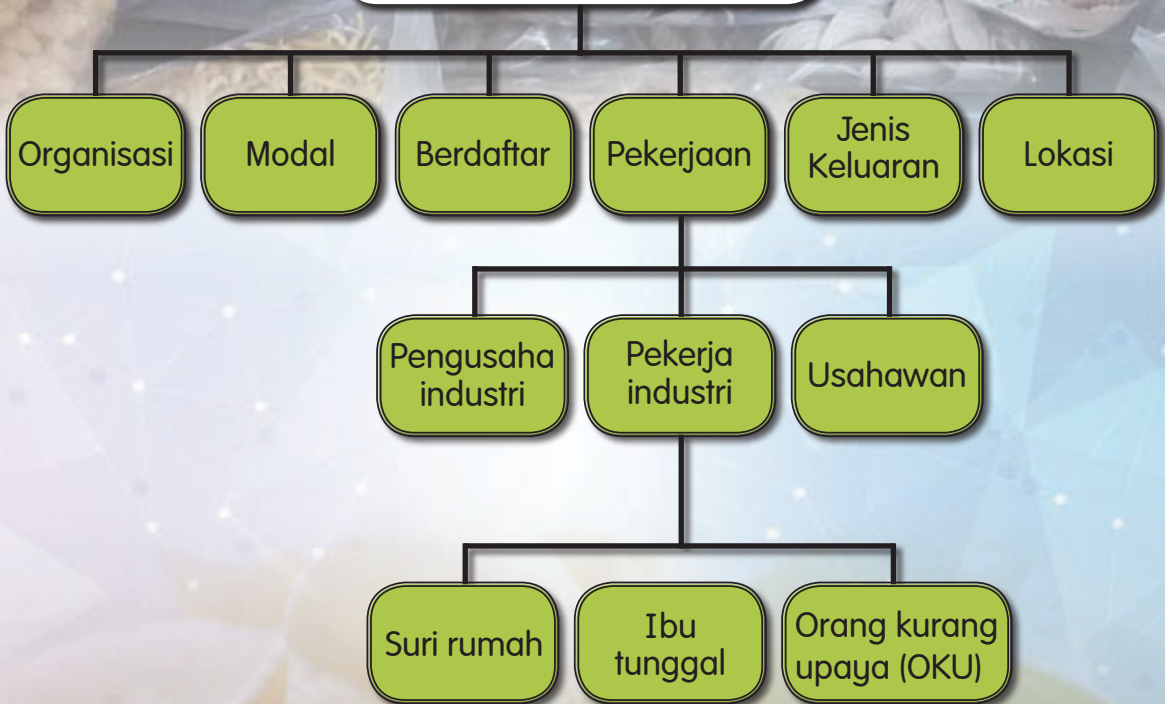 Organisasi
Modal
Berdaftar
Pekerjaan
Jenis
Keluaran
Lokasi
Pengusaha
industri
Pekerja
industri
Usahawan
Suri rumah
Ibu
tunggal
Orang kurang
upaya (OKU)